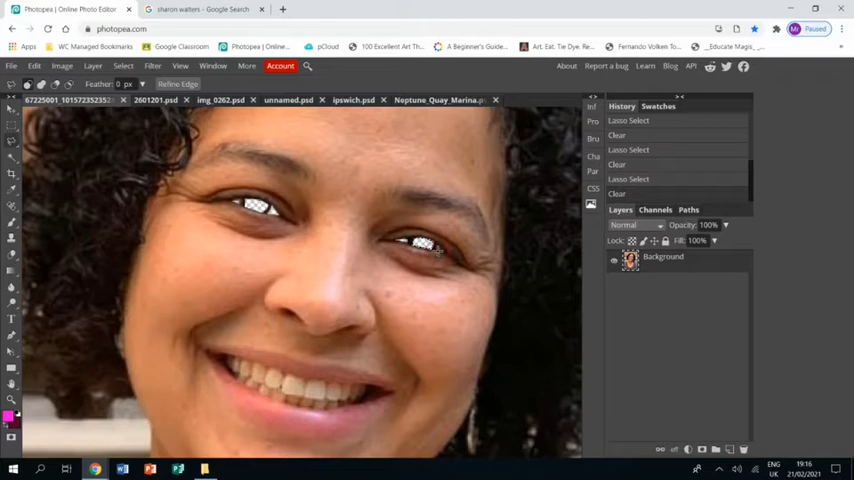 Photopea | Online Photo Editor
sharon walters - Google Search
photopea.com
Paused
Apps
WC Managed Bookmarks
Google Classroom
Photopea | Online...
pCloud
100 Excellent Art Th...
A Beginner's Guide...
Art. Eat. Tie Dye. Re...
Fernando Volken To...
__Educate Magis_...
File Edit Image Layer Select Filter View Window More Account
About Report a bug Learn Blog API
Feather: 0 px Refine Edge
2601201.psd img_0262.psd unnamed.psd ipswich.psd Neptune_Quay_Marina.p
Inf
Pro
Bru
Cha
Par
CSS
History Swatches
Lasso Select
Clear
Lasso Select
Clear
Lasso Select
Clear
Layers Channels Paths
Normal Opacity: 100%
Lock: Fill: 100%
Background
ENG
UK
19:16
21/02/2021